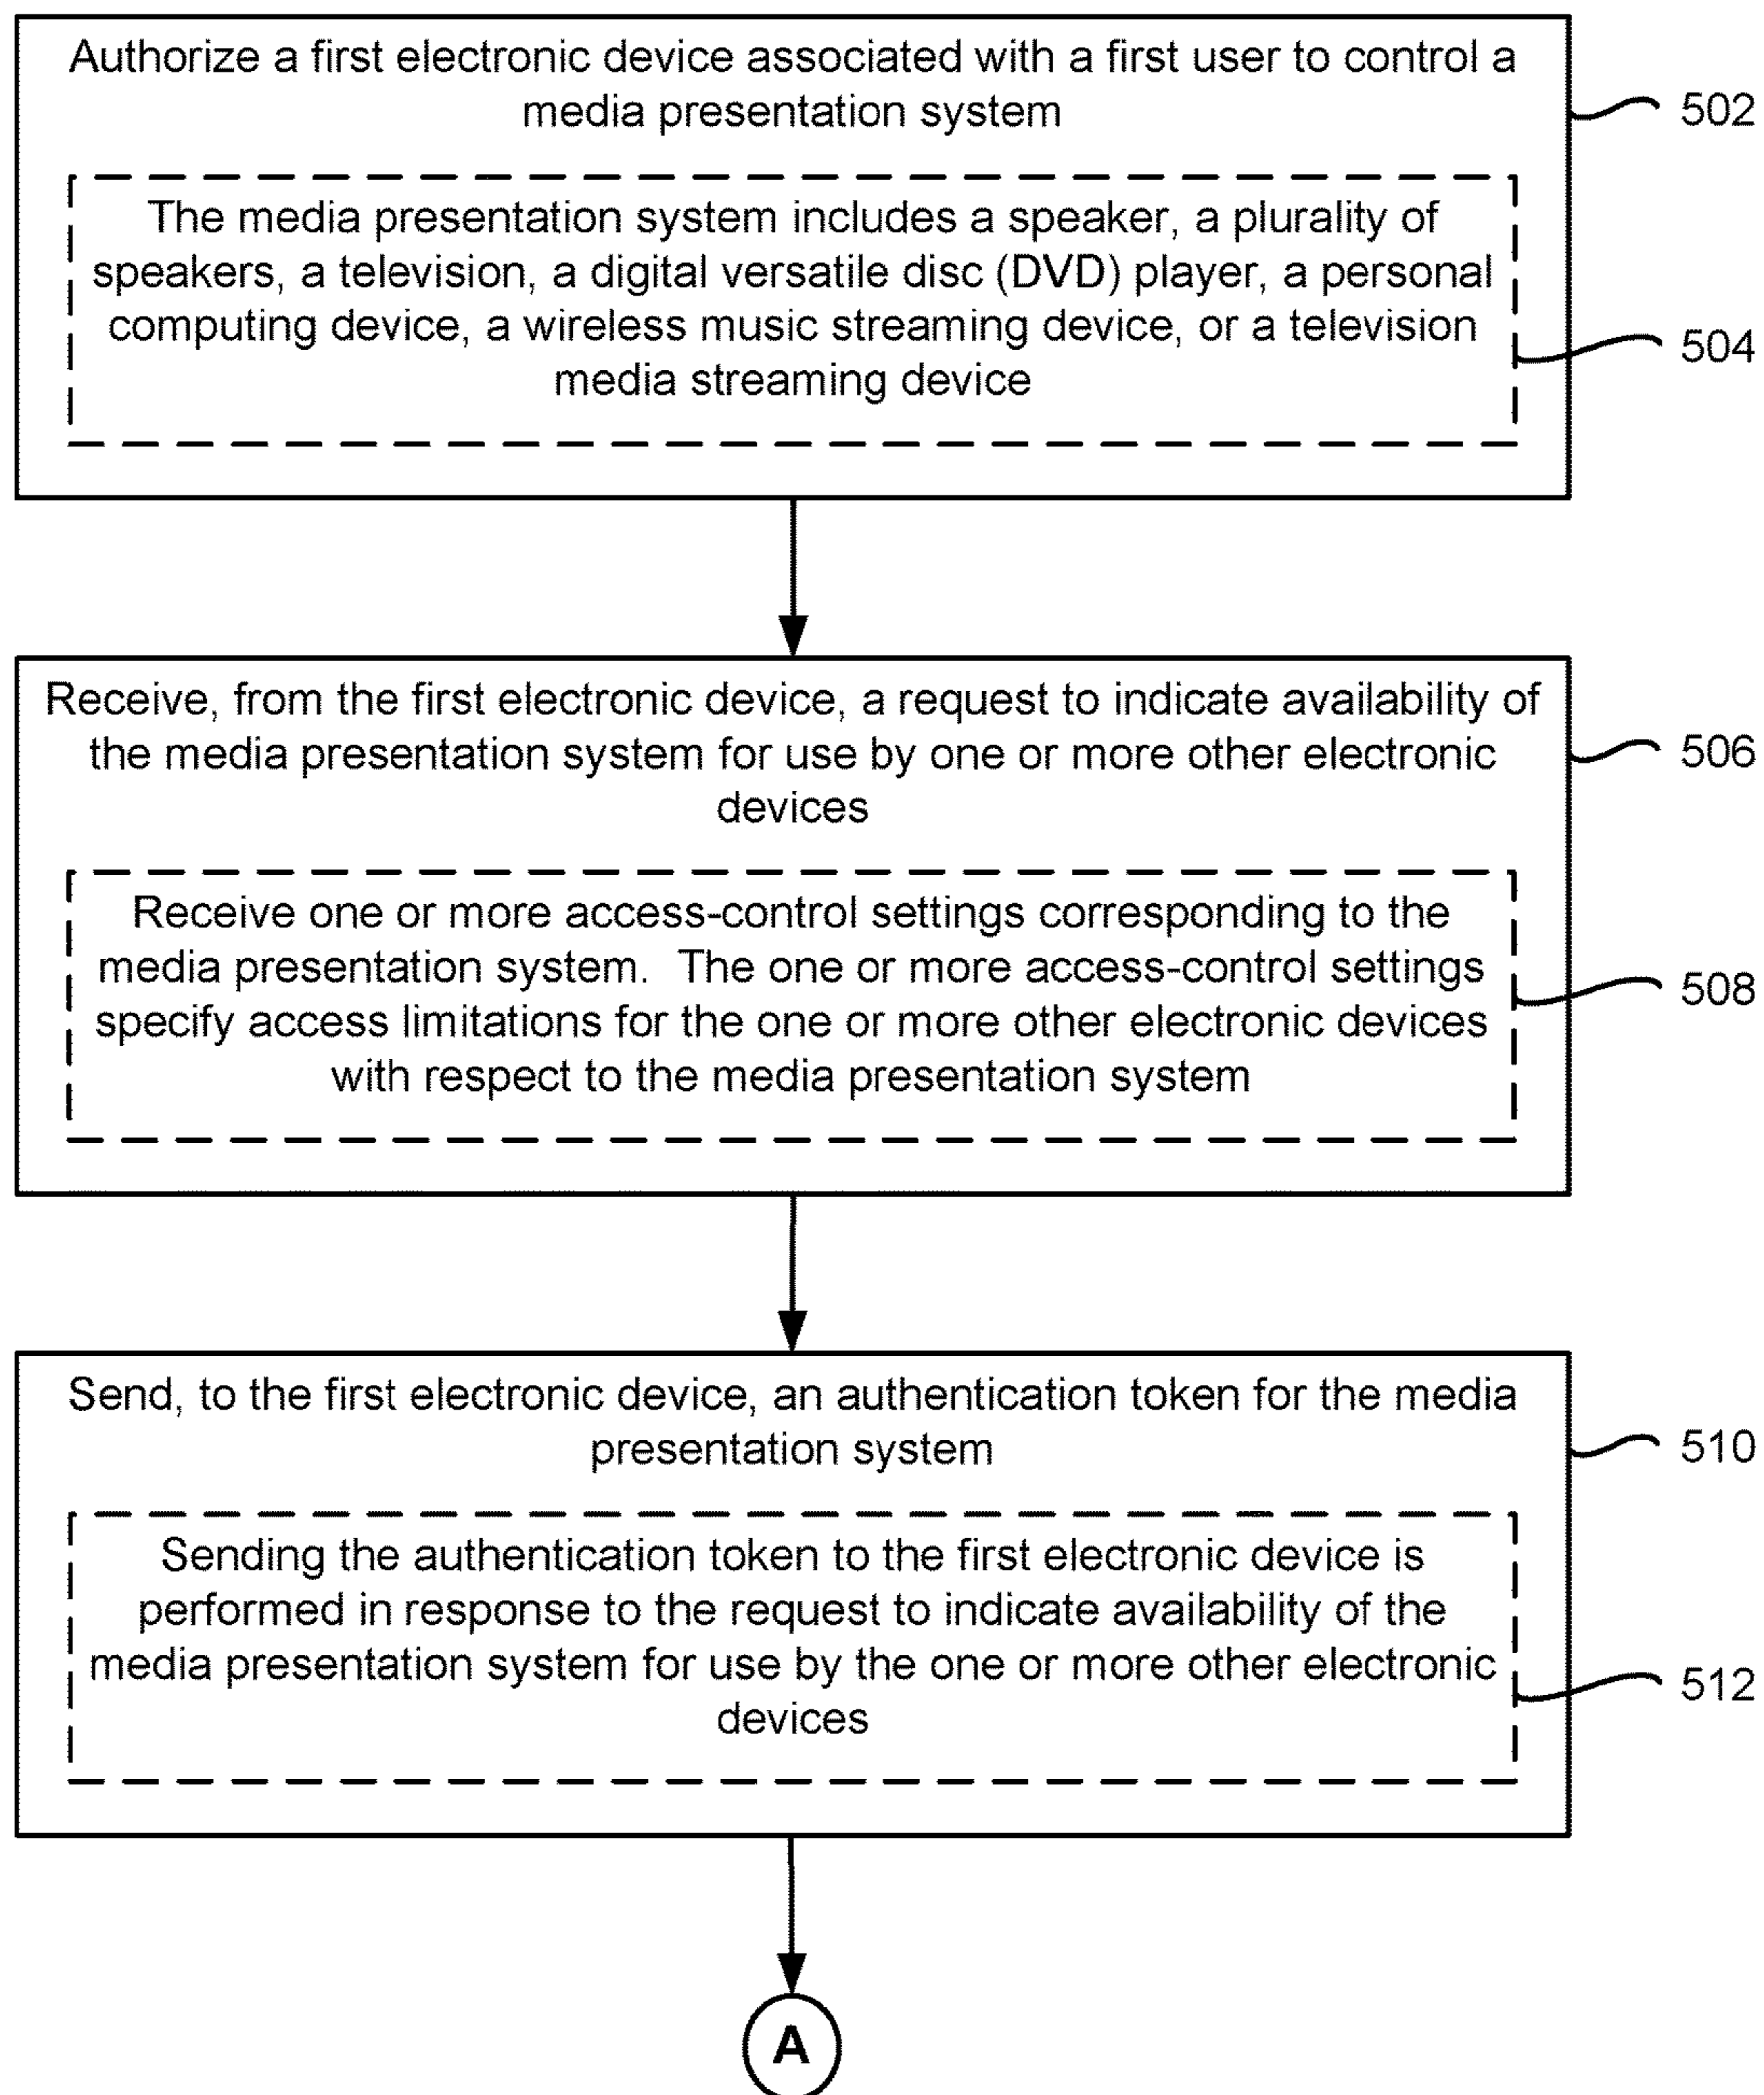 Authorize a first electronic device associated with a first user to control a
media presentation system
502
The media presentation system includes a speaker, a plurality of
speakers, a television, a digital versatile disc (DVD) player, a personal
computing device, a wireless music streaming device, or a television
media streaming device
504
Receive, from the first electronic device, a request to indicate availability of
the media presentation system for use by one or more other electronic
devices
506
Receive one or more access-control settings corresponding to the
media presentation system.  The one or more access-control settings
specify access limitations for the one or more other electronic devices
with respect to the media presentation system
508
Send, to the first electronic device, an authentication token for the media
presentation system
510
Sending the authentication token to the first electronic device is
performed in response to the request to indicate availability of the
media presentation system for use by the one or more other electronic
devices
512
A